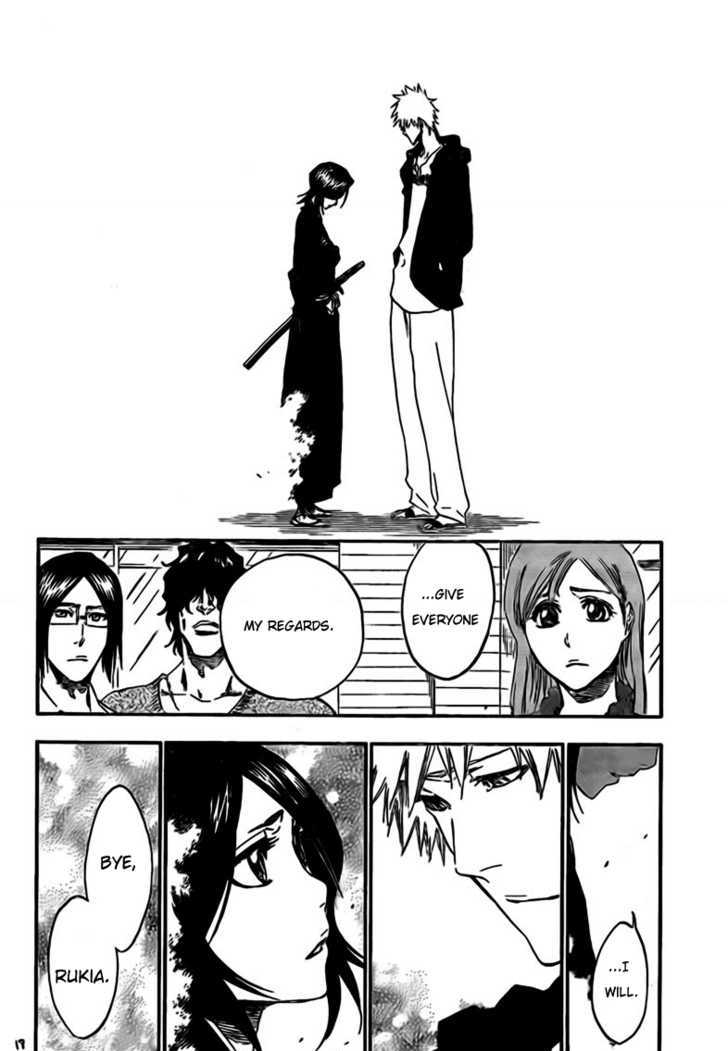 ...GIVE
EVERYONE
MY REGARDS.
...I
WILL.
BYE,
RUKIA.
17